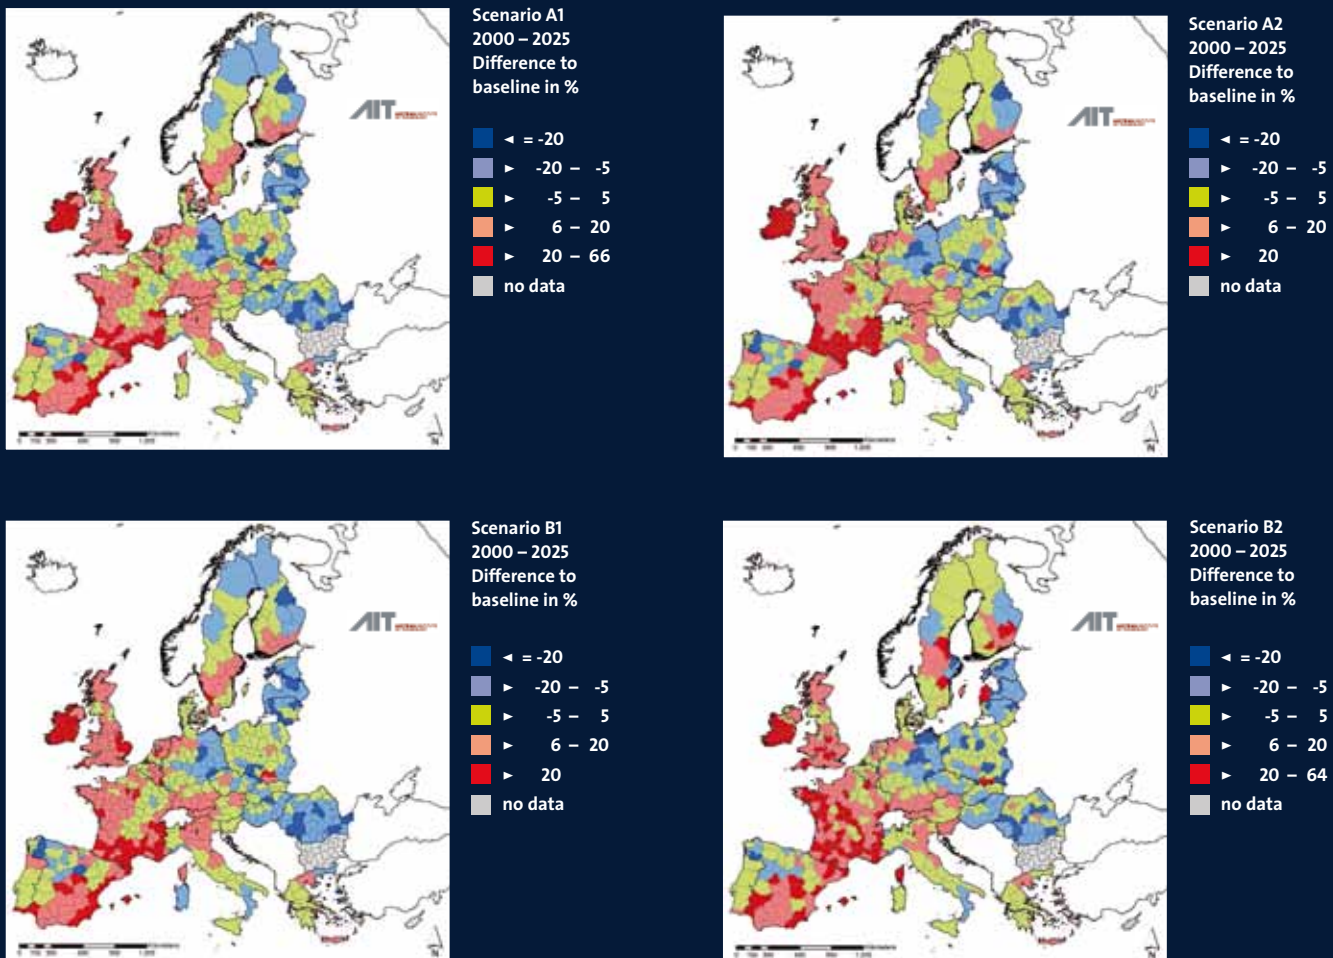 Scenario A1
2000 – 2025
Difference to
baseline in %
◄ = -20
► -20 – -5
► -5 – 5
► 6 – 20
► 20 – 66
no data
AIT
N
Scenario A2
2000 – 2025
Difference to
baseline in %
◄ = -20
► -20 – -5
► -5 – 5
► 6 – 20
► 20
no data
AIT
N
Scenario B1
2000 – 2025
Difference to
baseline in %
◄ = -20
► -20 – -5
► -5 – 5
► 6 – 20
► 20
no data
AIT
N
Scenario B2
2000 – 2025
Difference to
baseline in %
◄ = -20
► -20 – -5
► -5 – 5
► 6 – 20
► 20 – 64
no data
AIT
N